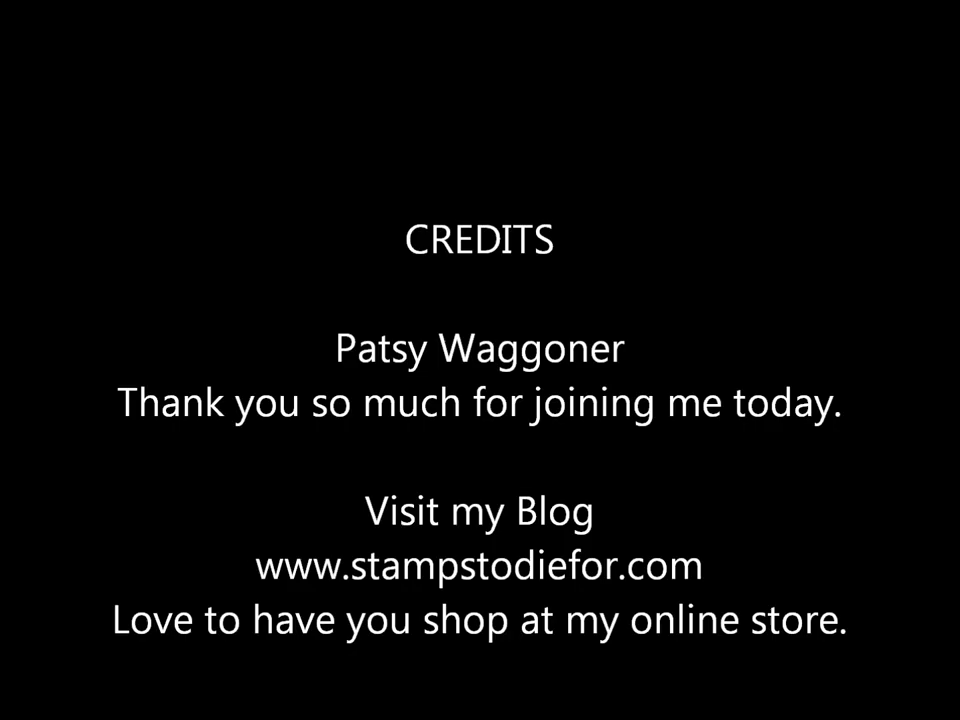 CREDITS
Patsy Waggoner
Thank you so much for joining me today.
Visit my Blog
www.stampstodiefor.com
Love to have you shop at my online store.